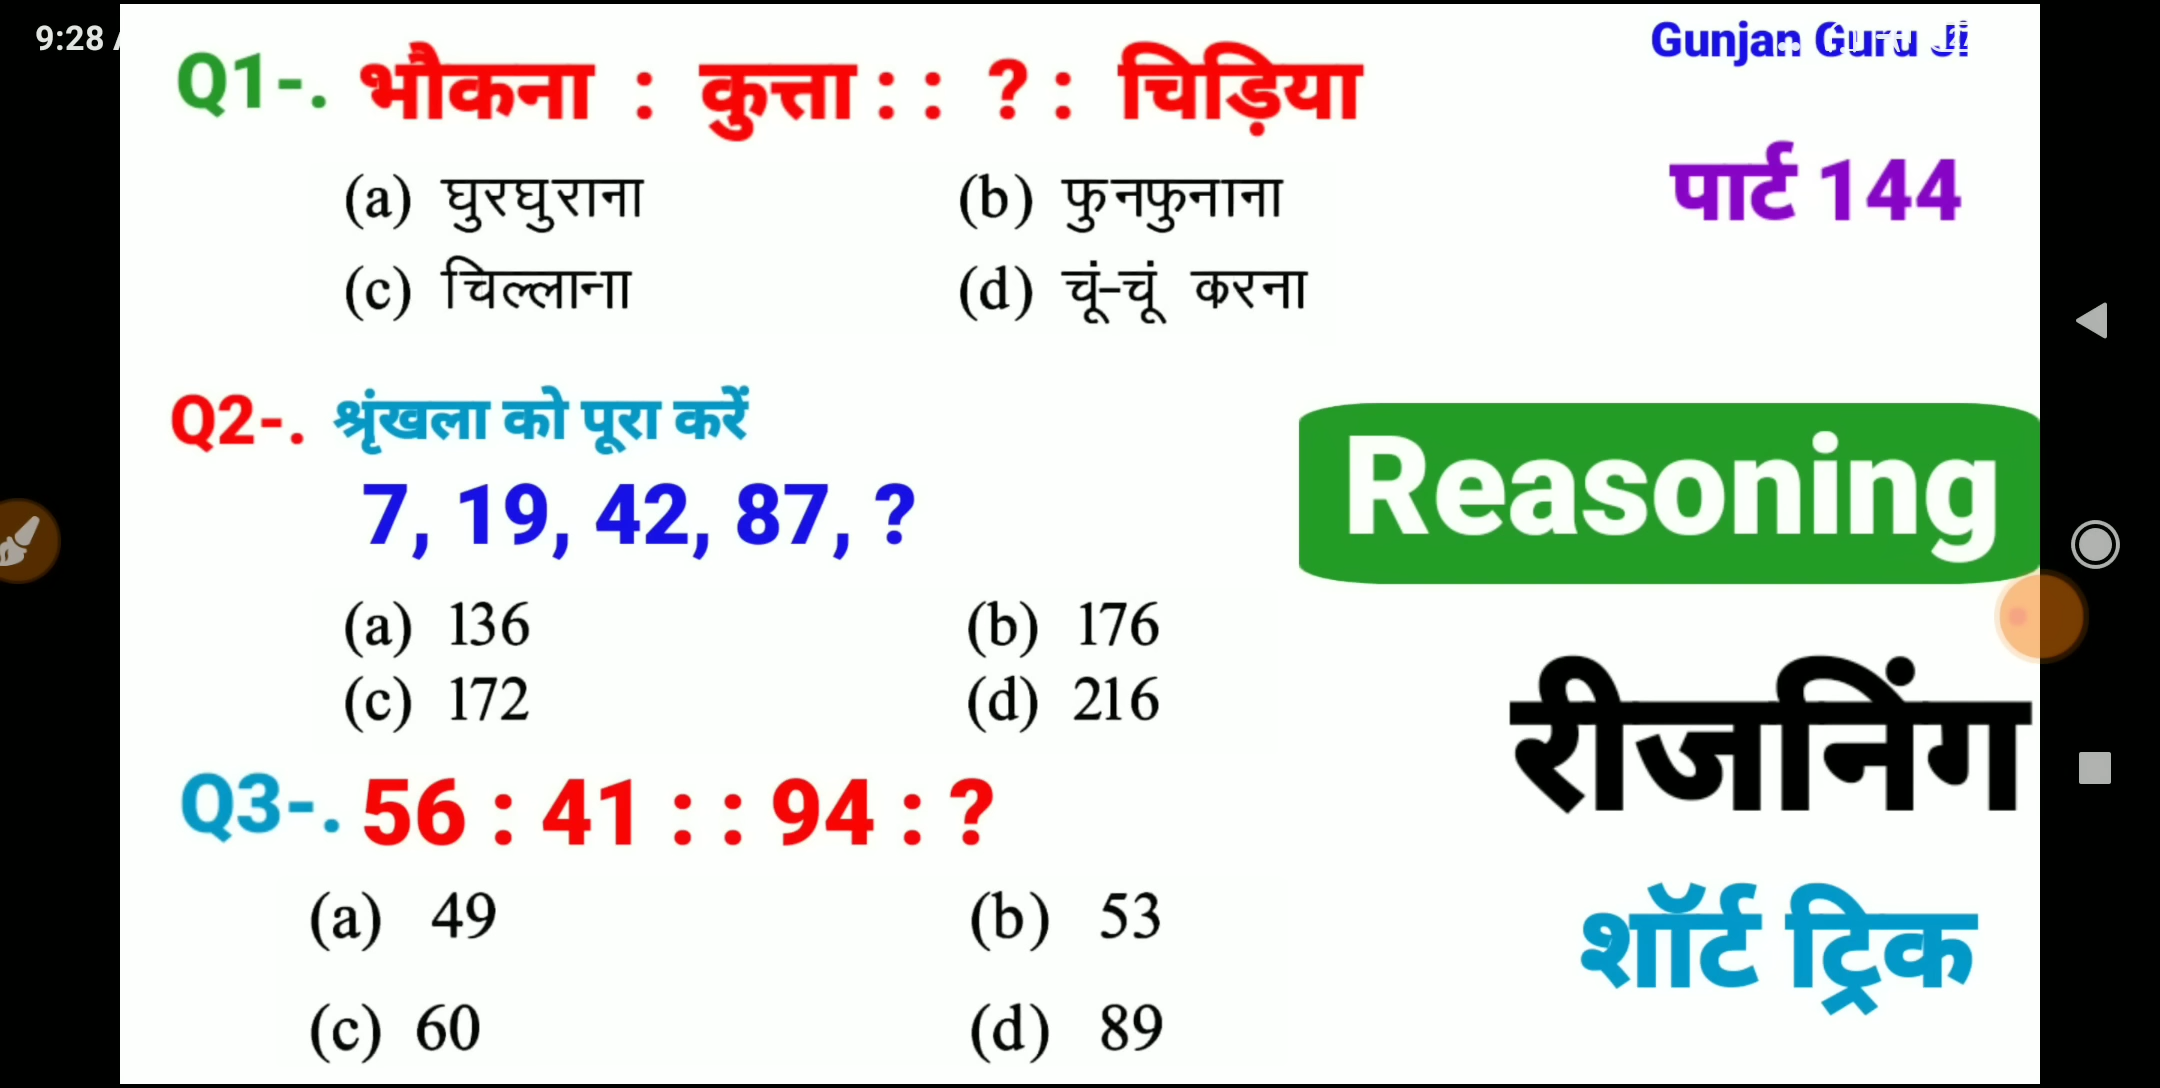 9:28
Gunjan Guru
Q1-. भौकना : कुत्ता : : ? : चिड़िया
पार्ट 144
(a) घुरघुराना (b) फुनफुनाना
(c) चिल्लाना (d) चूं-चूं करना
Q2-. श्रृंखला को पूरा करें
7, 19, 42, 87, ?
(a) 136 (b) 176
(c) 172 (d) 216
Reasoning
रीजनिंग
Q3-. 56 : 41 : : 94 : ?
(a) 49 (b) 53
(c) 60 (d) 89
शॉर्ट ट्रिक